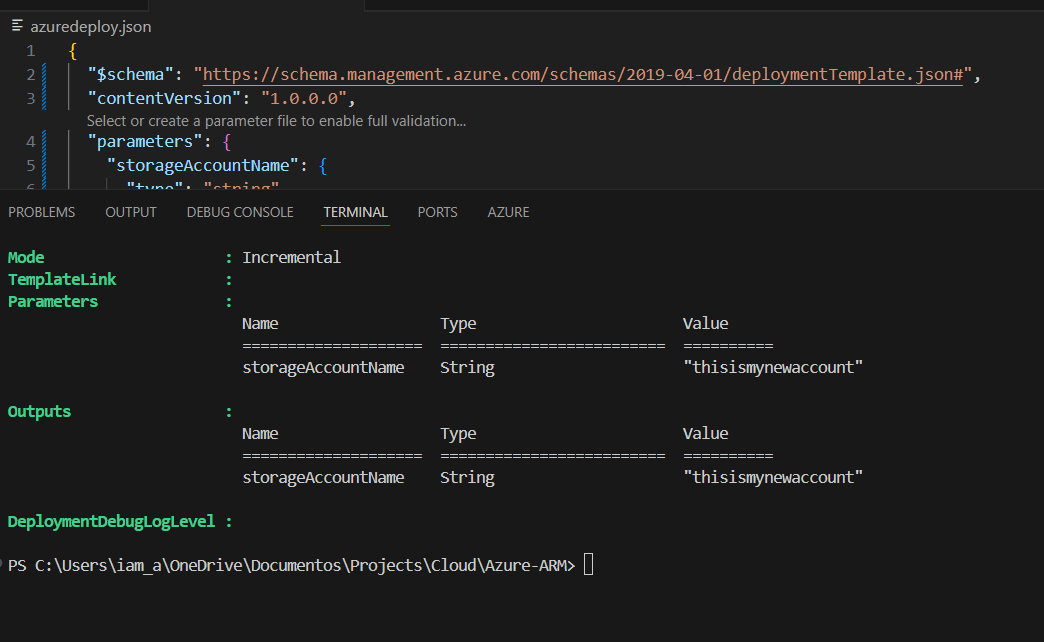 azuredeploy.json
1 {
2 "$schema": "https://schema.management.azure.com/schemas/2019-04-01/deploymentTemplate.json#",
3 "contentVersion": "1.0.0.0",
Select or create a parameter file to enable full validation...
4 "parameters": {
5 "storageAccountName": {
6 "type": "string"
PROBLEMS OUTPUT DEBUG CONSOLE TERMINAL PORTS AZURE
Mode : Incremental
TemplateLink :
Parameters :
Name Type Value
==================== ========================= ==========
storageAccountName String "thisismynewaccount"
Outputs :
Name Type Value
==================== ========================= ==========
storageAccountName String "thisismynewaccount"
DeploymentDebugLogLevel :
PS C:\Users\iam_a\OneDrive\Documentos\Projects\Cloud\Azure-ARM>